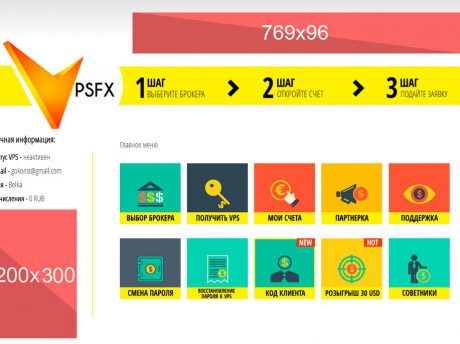 769x96
PSFX
1 ШАГ
ВЫБЕРИТЕ БРОКЕРА
2 ШАГ
ОТКРОЙТЕ СЧЕТ
3 ШАГ
ПОДАЙТЕ ЗАЯВКУ
чная информация:
тус VPS - неактивен
ail - gokonst@gmail.com
я - Belka
числения - 0 RUB
200x300
Главное меню
ВЫБОР БРОКЕРА
ПОЛУЧИТЬ VPS
МОИ СЧЕТА
ПАРТНЕРКА
ПОДДЕРЖКА
СМЕНА ПАРОЛЯ
ВОССТАНОВЛЕНИЕ
ПАРОЛЯ К VPS
NEW
КОД КЛИЕНТА
HOT
РОЗЫГРЫШ 30 USD
СОВЕТНИКИ